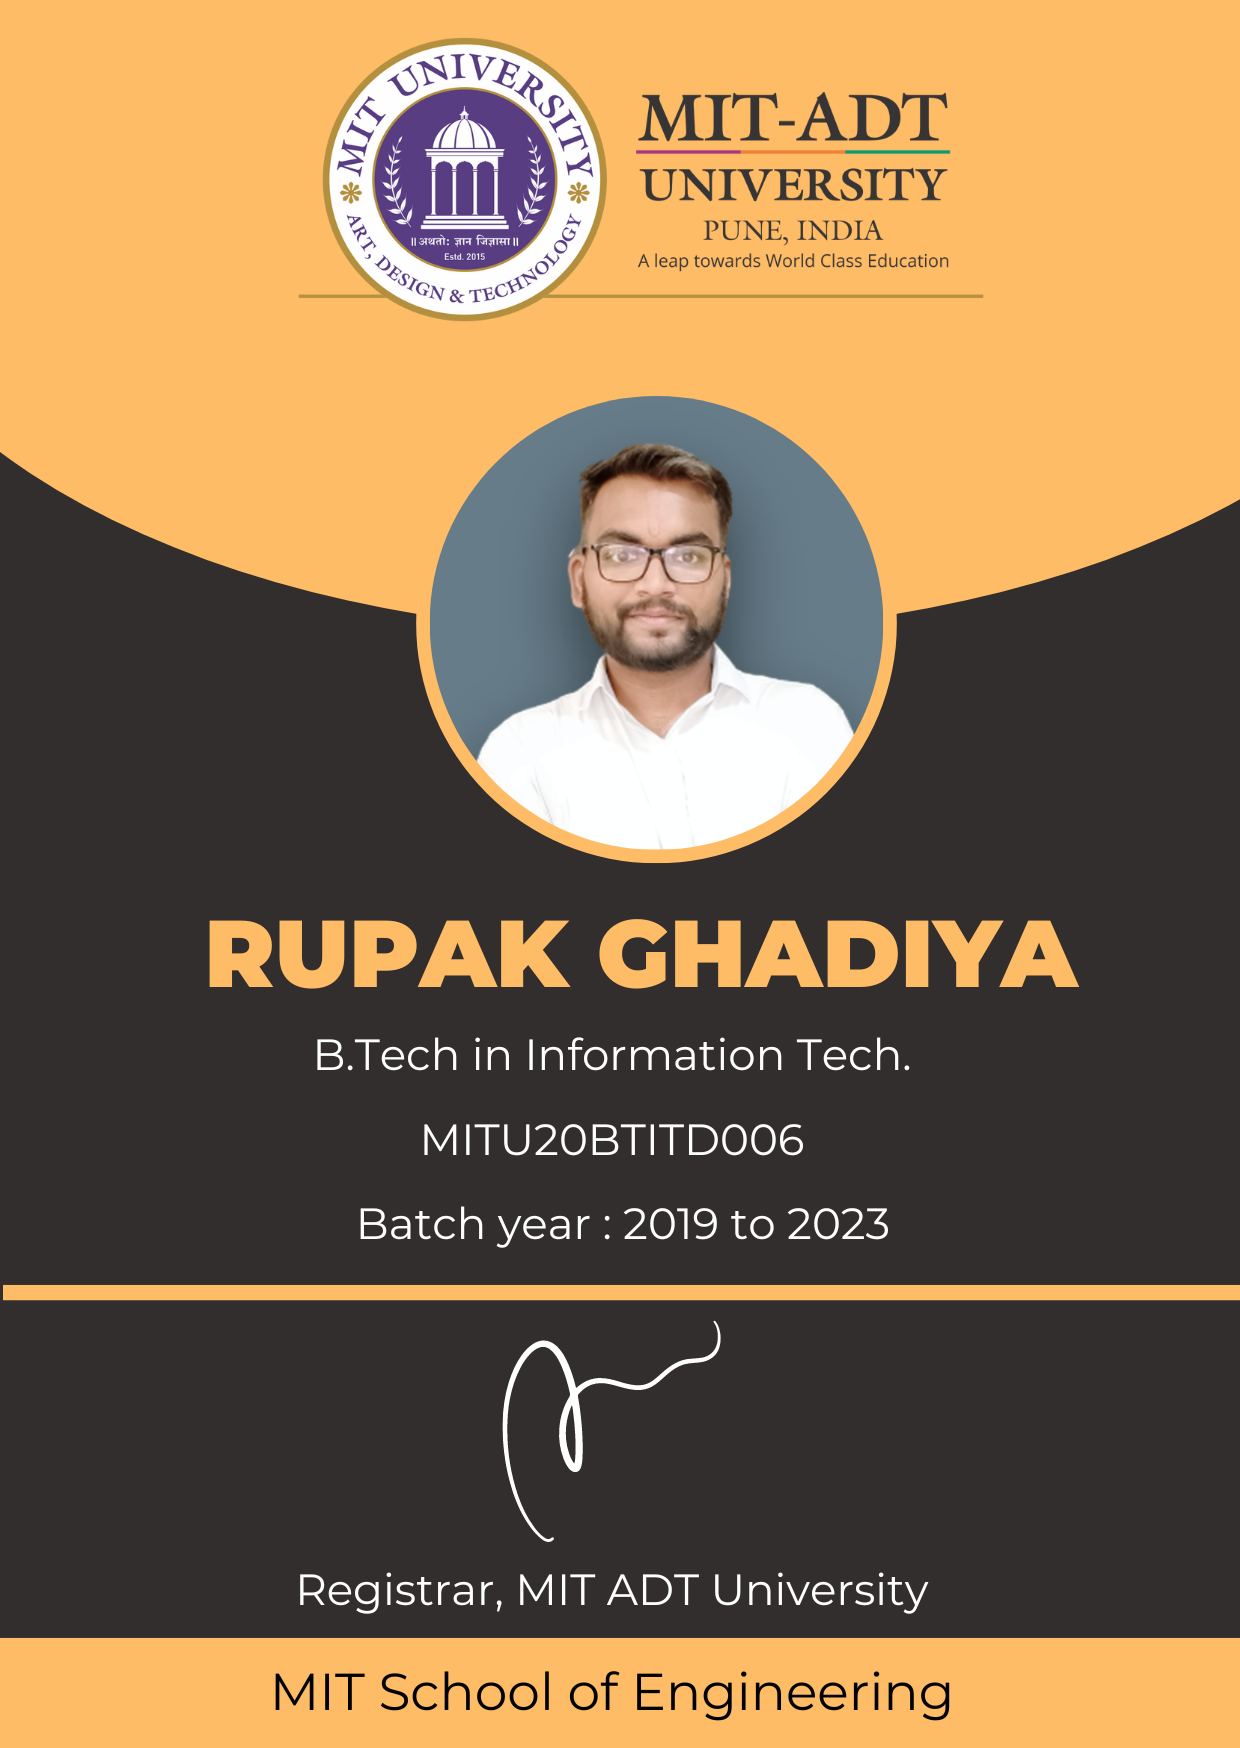 MIT UNIVERSITY
॥ अथातो: ज्ञान जिज्ञासा ॥
Estd. 2015
ART, DESIGN & TECHNOLOGY
MIT-ADT
UNIVERSITY
PUNE, INDIA
A leap towards World Class Education
RUPAK GHADIYA
B.Tech in Information Tech.
MITU20BTITD006
Batch year : 2019 to 2023
Registrar, MIT ADT University
MIT School of Engineering